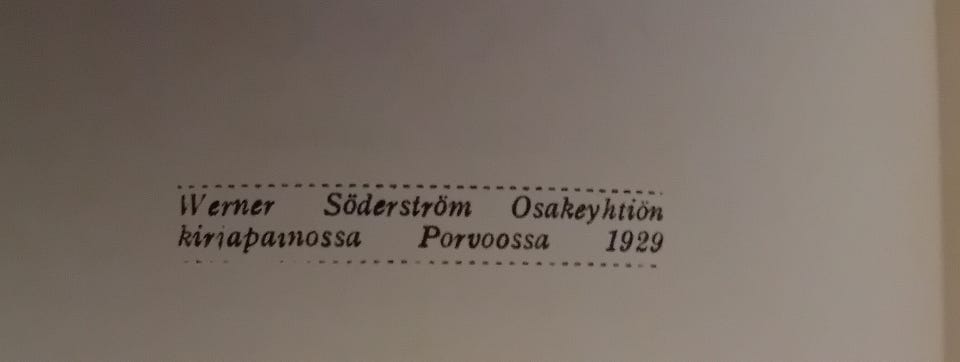 Werner Söderström Osakeyhtiön
kirjapainossa Porvoossa 1929